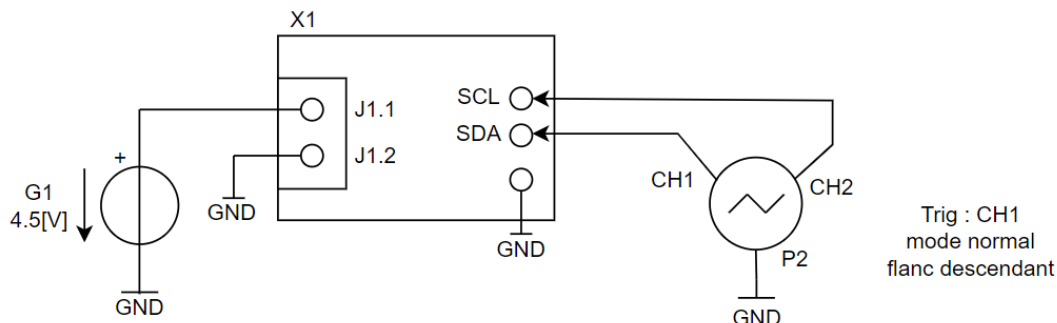 X1
J1.1
J1.2
SCL
SDA
+
G1
4.5[V]
GND
GND
GND
CH1
CH2
P2
GND
Trig : CH1
mode normal
flanc descendant